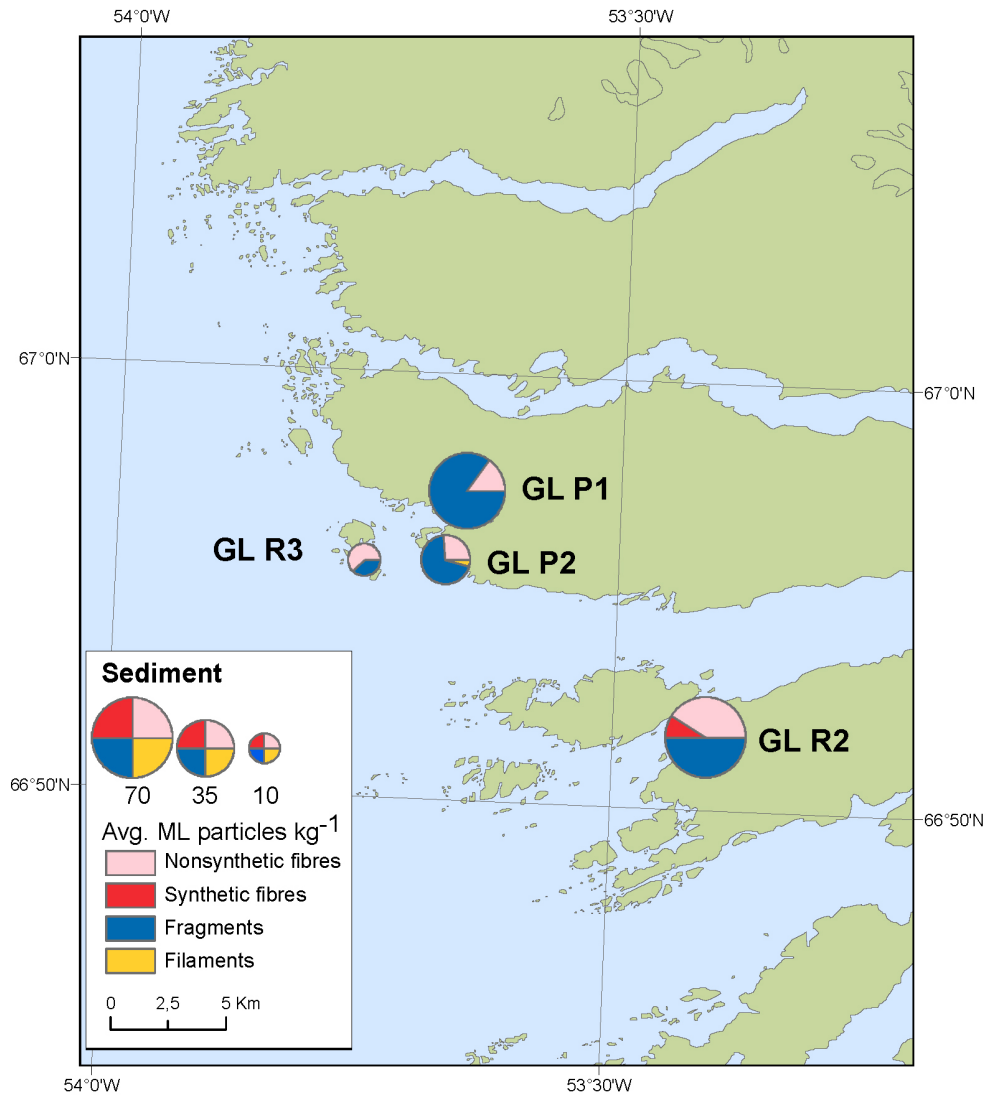 54°0'W 53°30'W
67°0'N
67°0'N
GL P1
GL R3
GL P2
Sediment
GL R2
70 35 10
66°50'N
66°50'N
Avg. ML particles kg-1
Nonsynthetic fibres
Synthetic fibres
Fragments
Filaments
0 2,5 5 Km
54°0'W 53°30'W